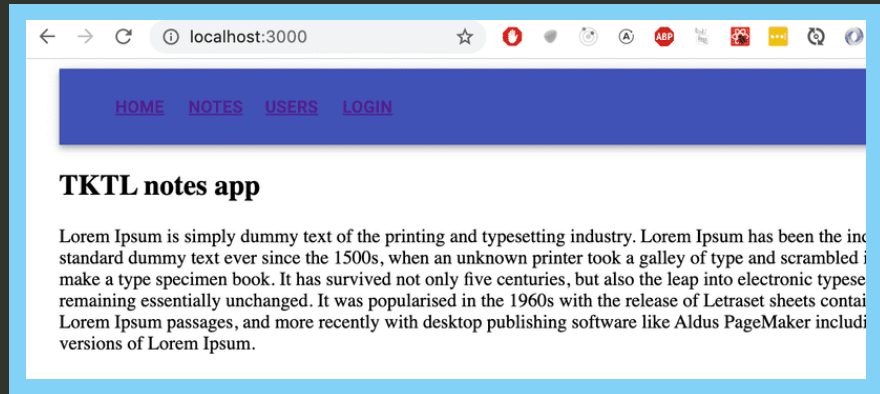 localhost:3000
ABP
HOME NOTES USERS LOGIN
TKTL notes app
Lorem Ipsum is simply dummy text of the printing and typesetting industry. Lorem Ipsum has been the
standard dummy text ever since the 1500s, when an unknown printer took a galley of type and scrambled
make a type specimen book. It has survived not only five centuries, but also the leap into electronic
remaining essentially unchanged. It was popularised in the 1960s with the release of Letraset sheets
Lorem Ipsum passages, and more recently with desktop publishing software like Aldus PageMaker
versions of Lorem Ipsum.